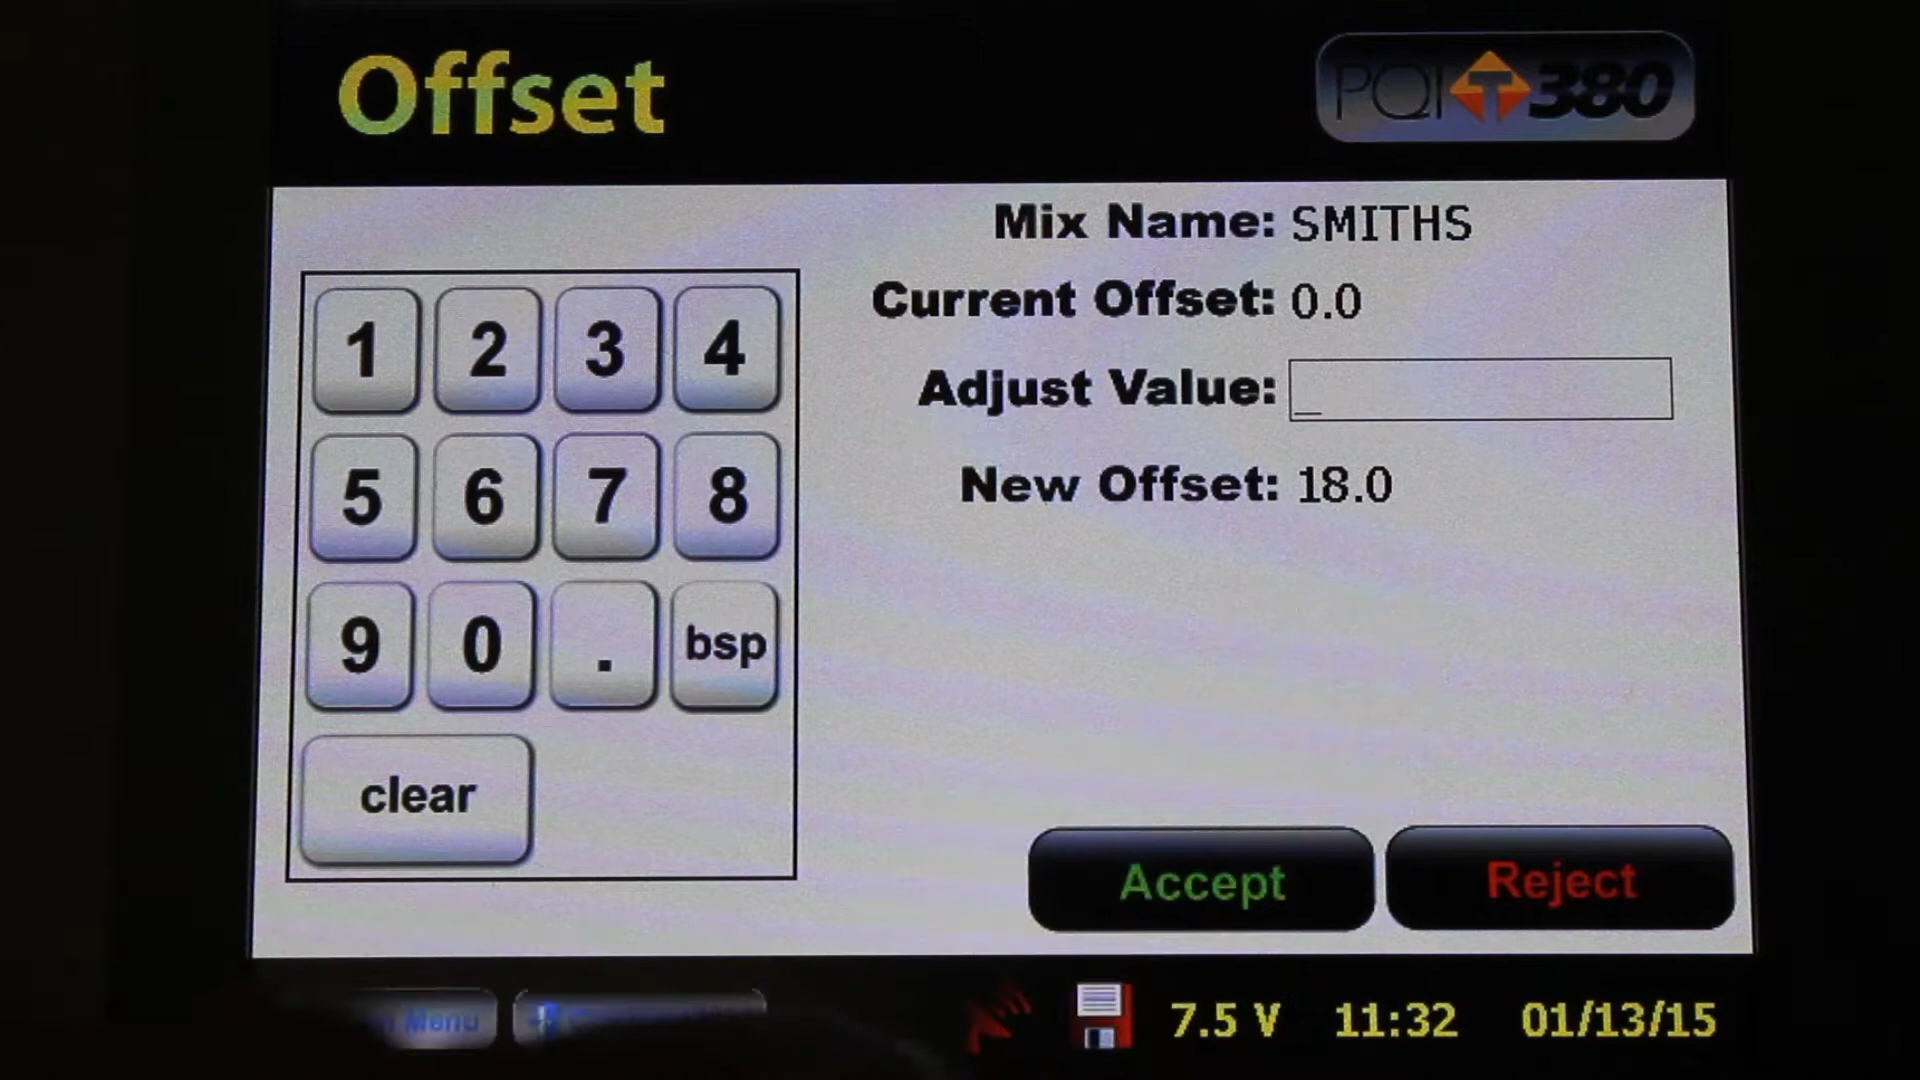 Offset
PQI T 380
Mix Name: SMITHS
Current Offset: 0.0
Adjust Value: _
New Offset: 18.0
1 2 3 4
5 6 7 8
9 0 . bsp
clear
Accept Reject
Menu
7.5 V 11:32 01/13/15